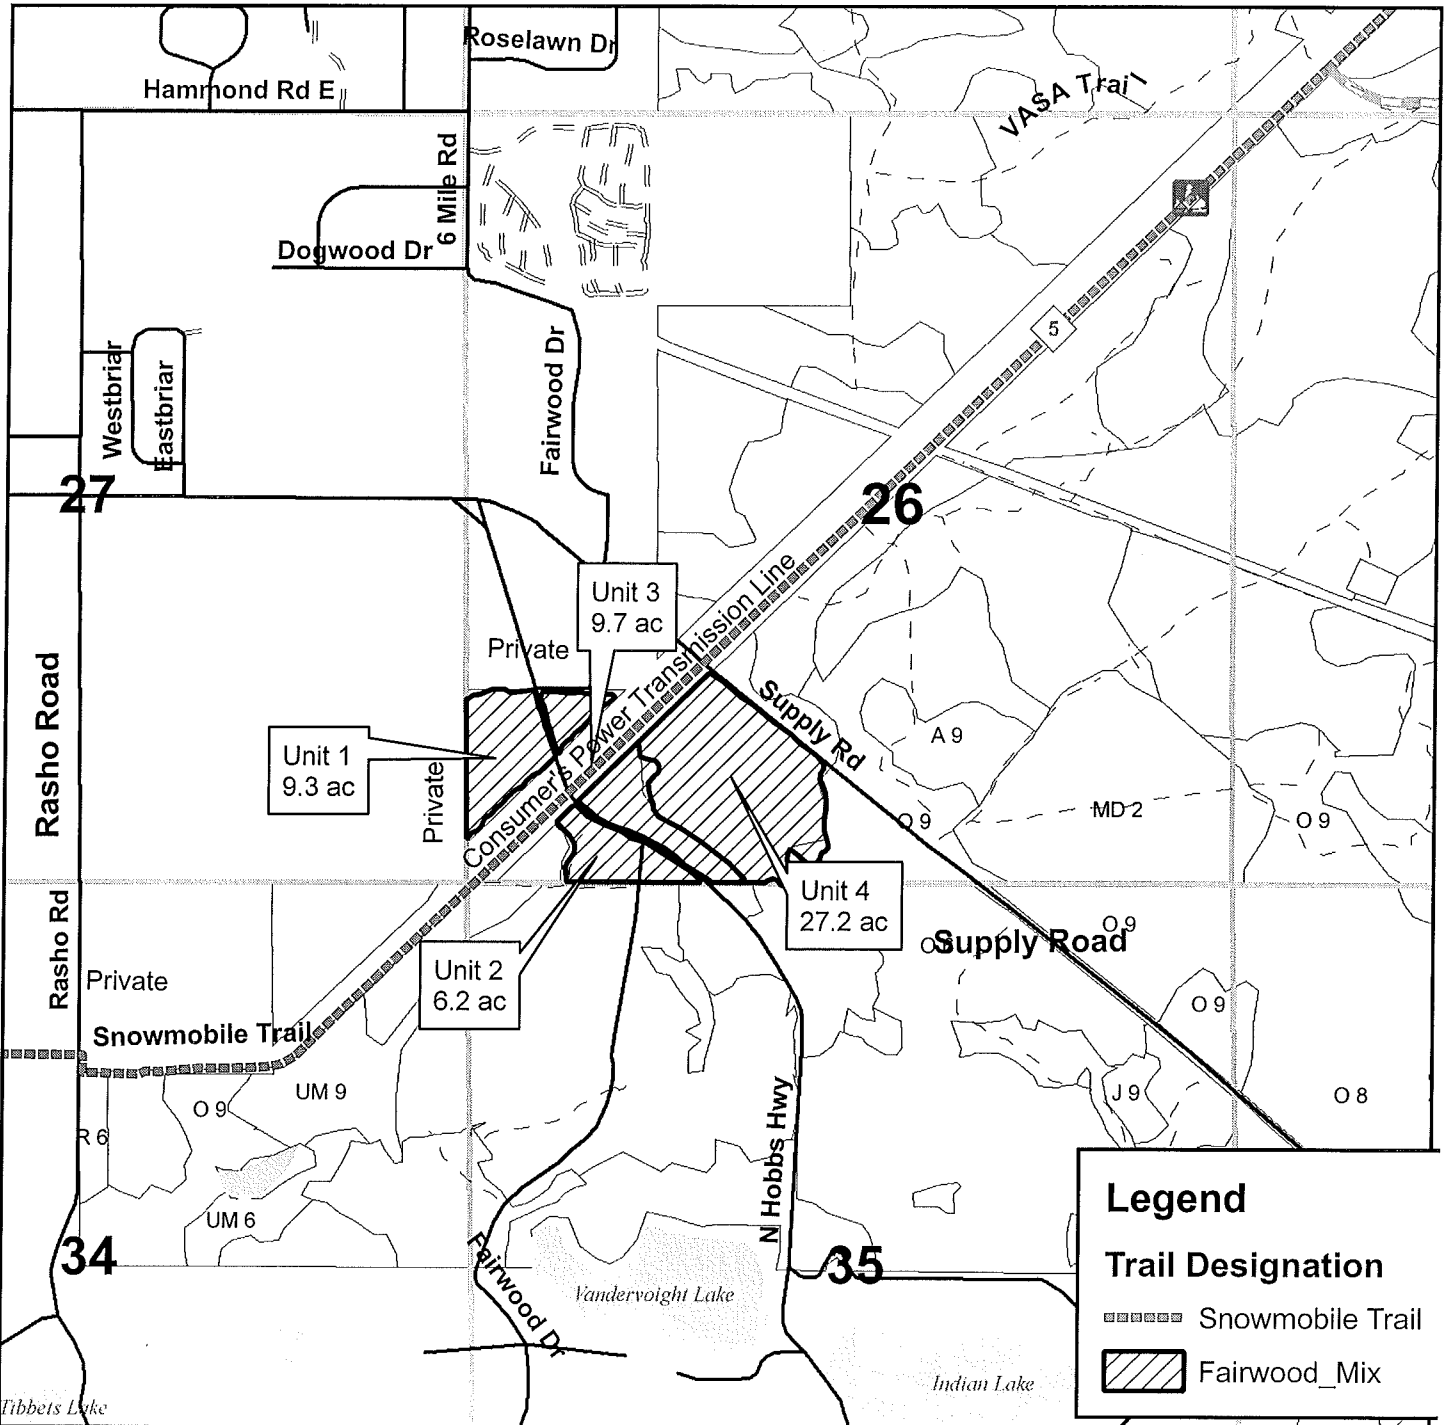 Roselawn Dr
Hammond Rd E
VASA Trail
6 Mile Rd
Dogwood Dr
5
Westbriar
Eastbriar
Fairwood Dr
27
26
Unit 3
9.7 ac
Private
Consumer's Power Transmission Line
Supply Rd
Rasho Road
Unit 1
9.3 ac
Private
A 9
MD 2
O 9
O 9
Unit 4
27.2 ac
Rasho Rd
Private
Unit 2
6.2 ac
O 9
Supply Road
O 9
Snowmobile Trail
UM 9
O 9
J 9
O 8
R 6
N Hobbs Hwy
UM 6
34
35
Fairwood Dr
Vandervoight Lake
Indian Lake
Tibbets Lake
Legend
Trail Designation
Snowmobile Trail
Fairwood_Mix